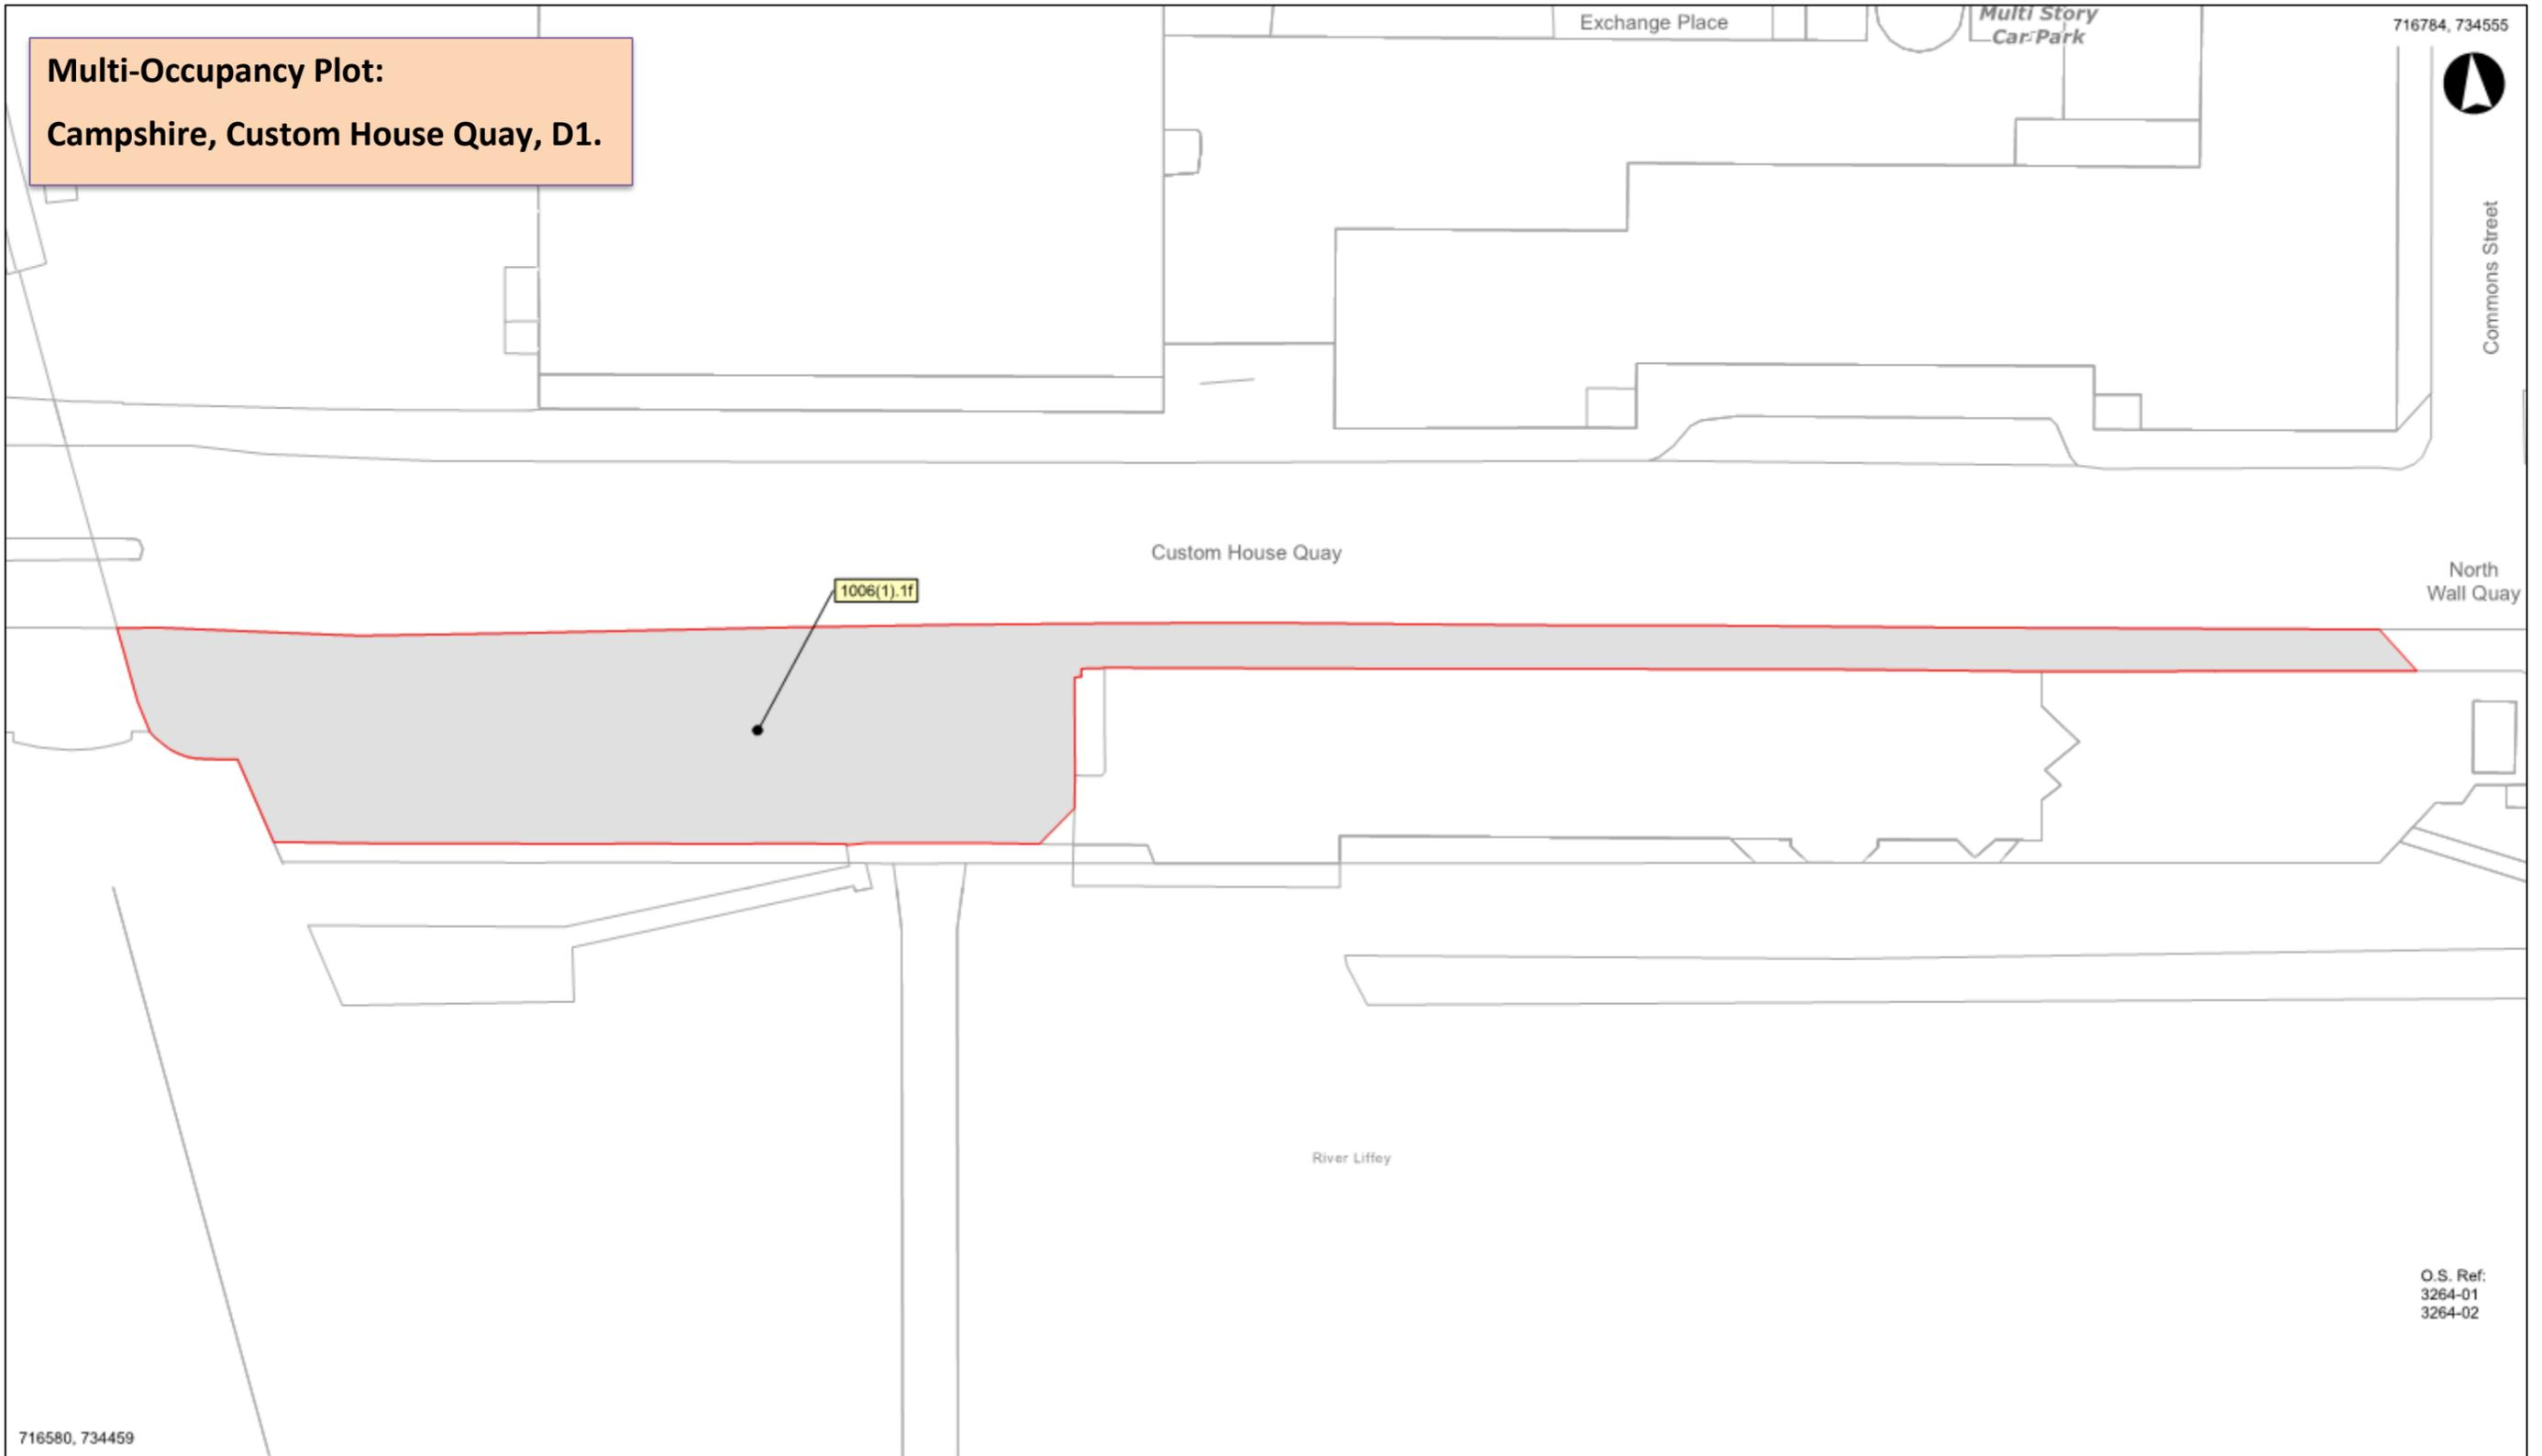 Exchange Place
Multi Story
Car Park
716784, 734555
Multi-Occupancy Plot:
Campshire, Custom House Quay, D1.
Commons Street
Custom House Quay
North
Wall Quay
1006(1).1f
River Liffey
O.S. Ref:
3264-01
3264-02
716580, 734459